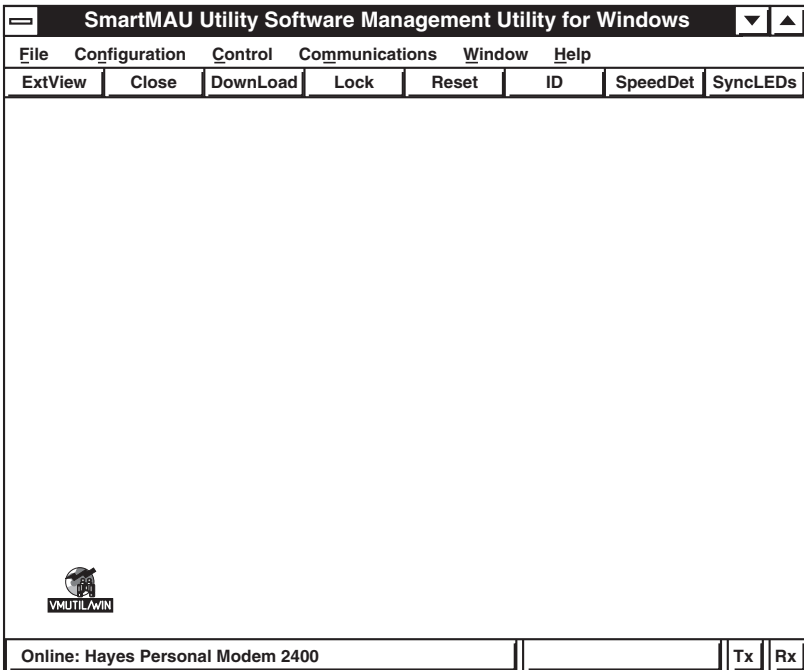 SmartMAU Utility Software Management Utility for Windows
File Configuration Control Communications Window Help
ExtView Close DownLoad Lock Reset ID SpeedDet SyncLEDs
VMUTIL/WIN
Online: Hayes Personal Modem 2400 Tx Rx